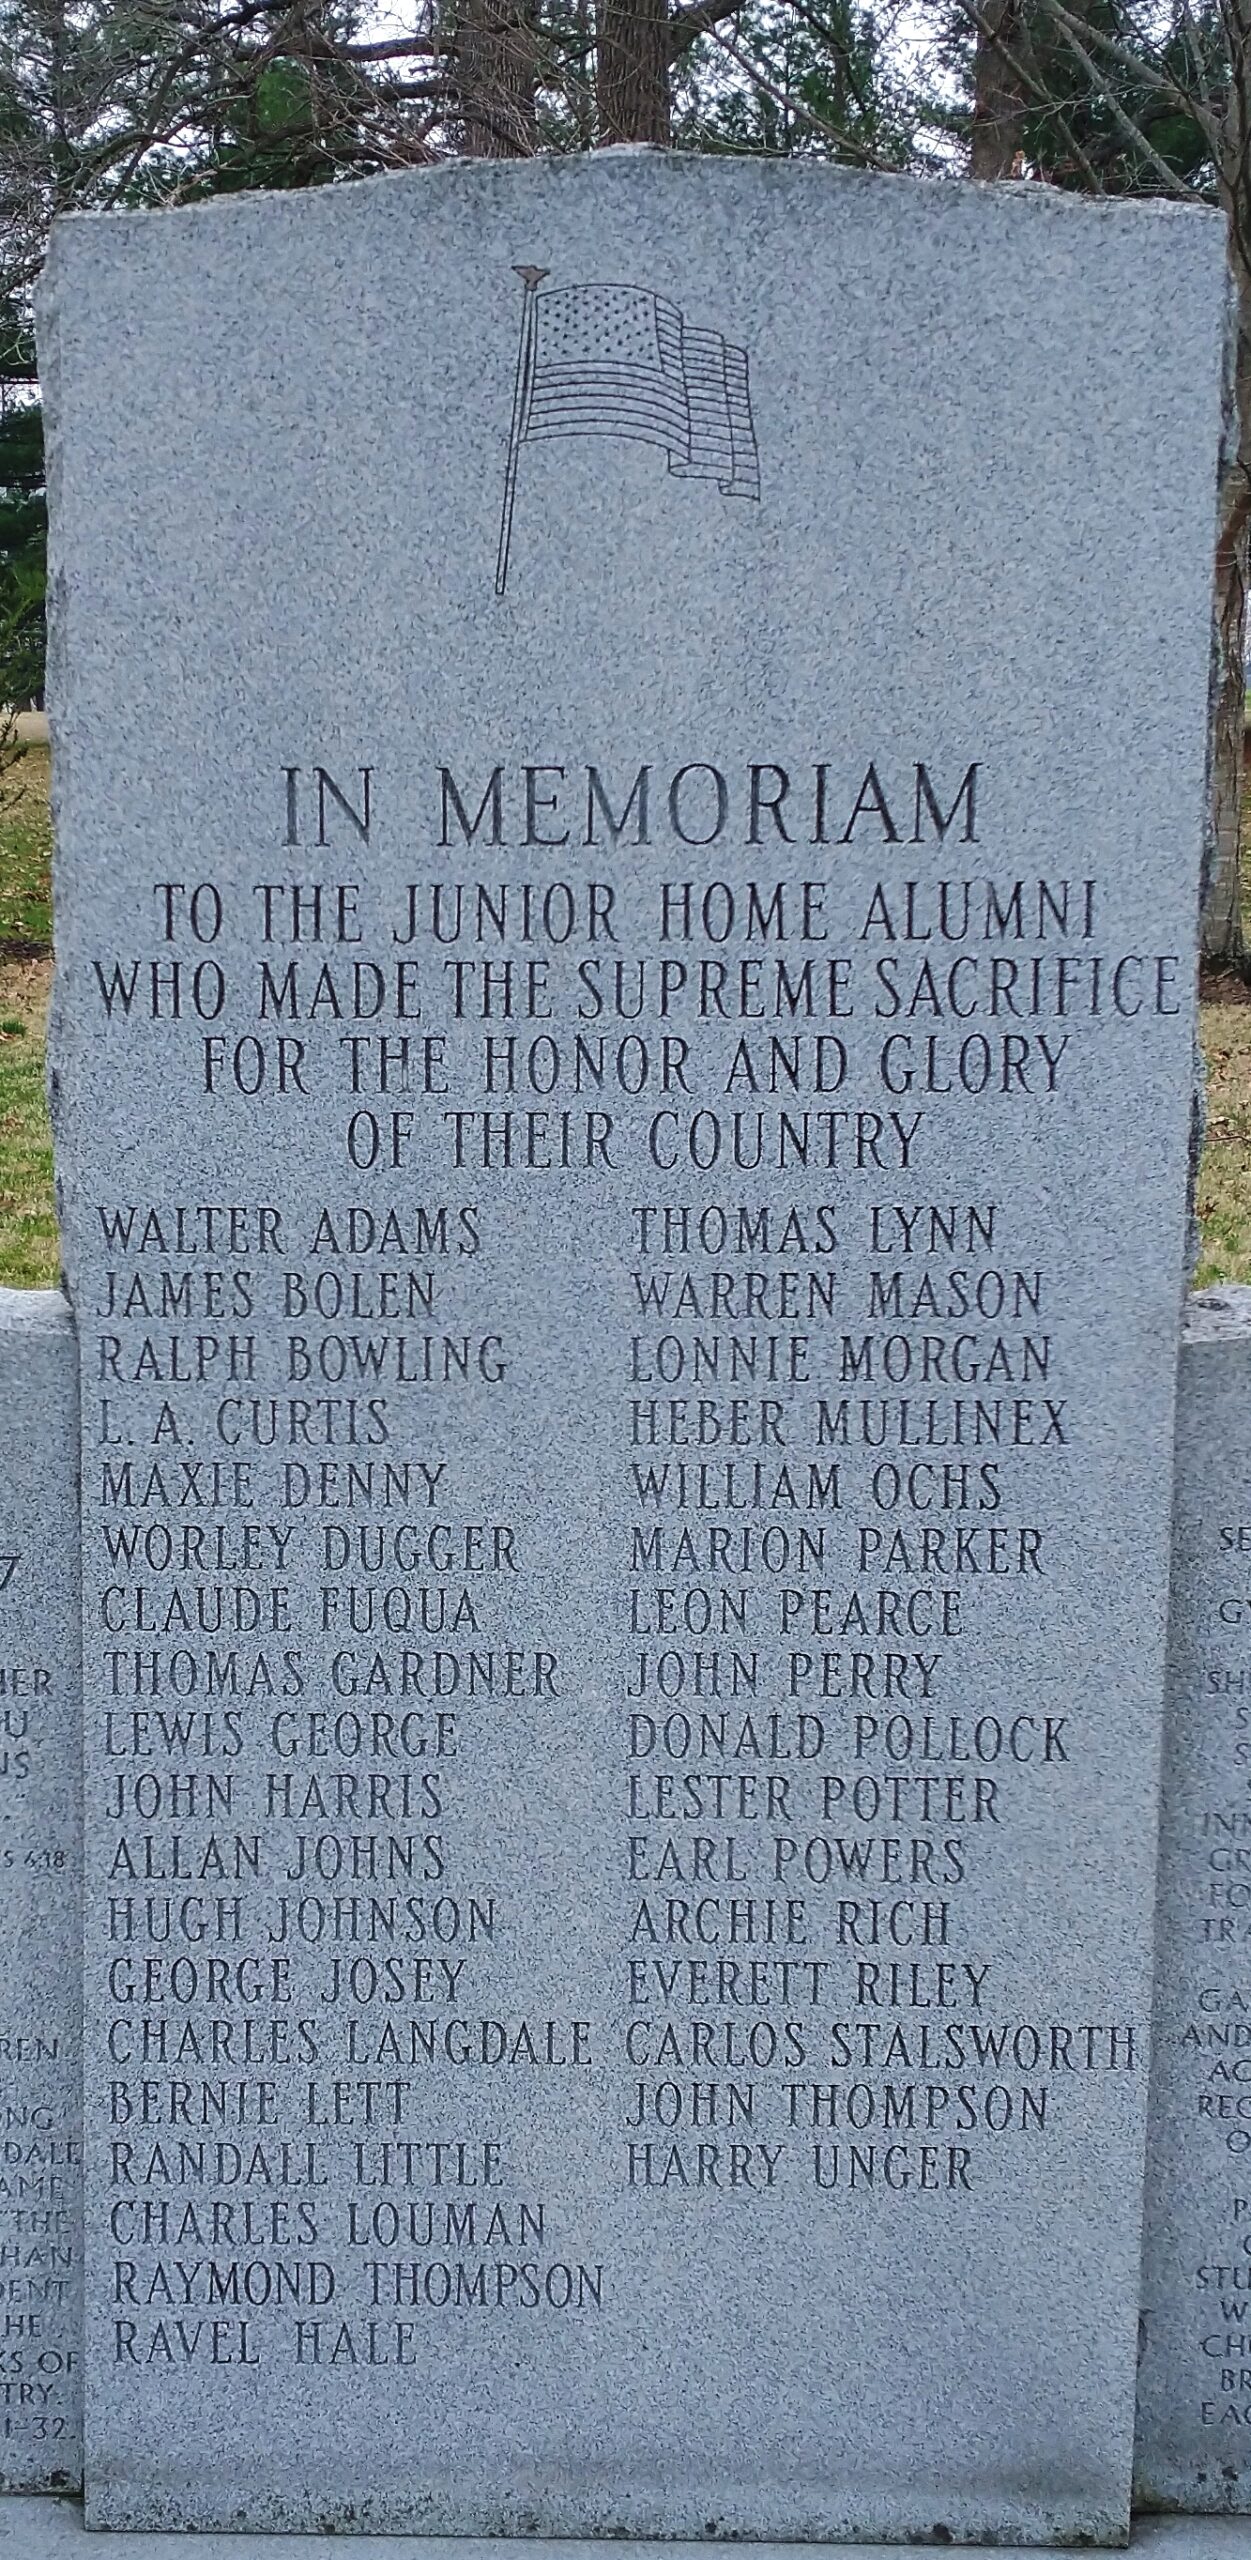 IN MEMORIAM
TO THE JUNIOR HOME ALUMNI
WHO MADE THE SUPREME SACRIFICE
FOR THE HONOR AND GLORY
OF THEIR COUNTRY
WALTER ADAMS
JAMES BOLEN
RALPH BOWLING
L. A. CURTIS
MAXIE DENNY
WORLEY DUGGER
CLAUDE FUQUA
THOMAS GARDNER
LEWIS GEORGE
JOHN HARRIS
ALLAN JOHNS
HUGH JOHNSON
GEORGE JOSEY
CHARLES LANGDALE
BERNIE LETT
RANDALL LITTLE
CHARLES LOUMAN
RAYMOND THOMPSON
RAVEL HALE
THOMAS LYNN
WARREN MASON
LONNIE MORGAN
HEBER MULLINEX
WILLIAM OCHS
MARION PARKER
LEON PEARCE
JOHN PERRY
DONALD POLLOCK
LESTER POTTER
EARL POWERS
ARCHIE RICH
EVERETT RILEY
CARLOS STALSWORTH
JOHN THOMPSON
HARRY UNGER
THE
OF
AND